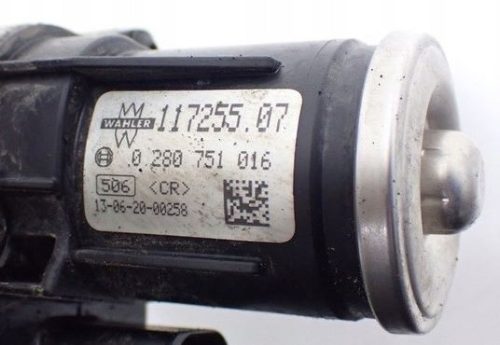 WAHLER 117255.07
0 280 751 016
506 <CR>
13-06-20-00258